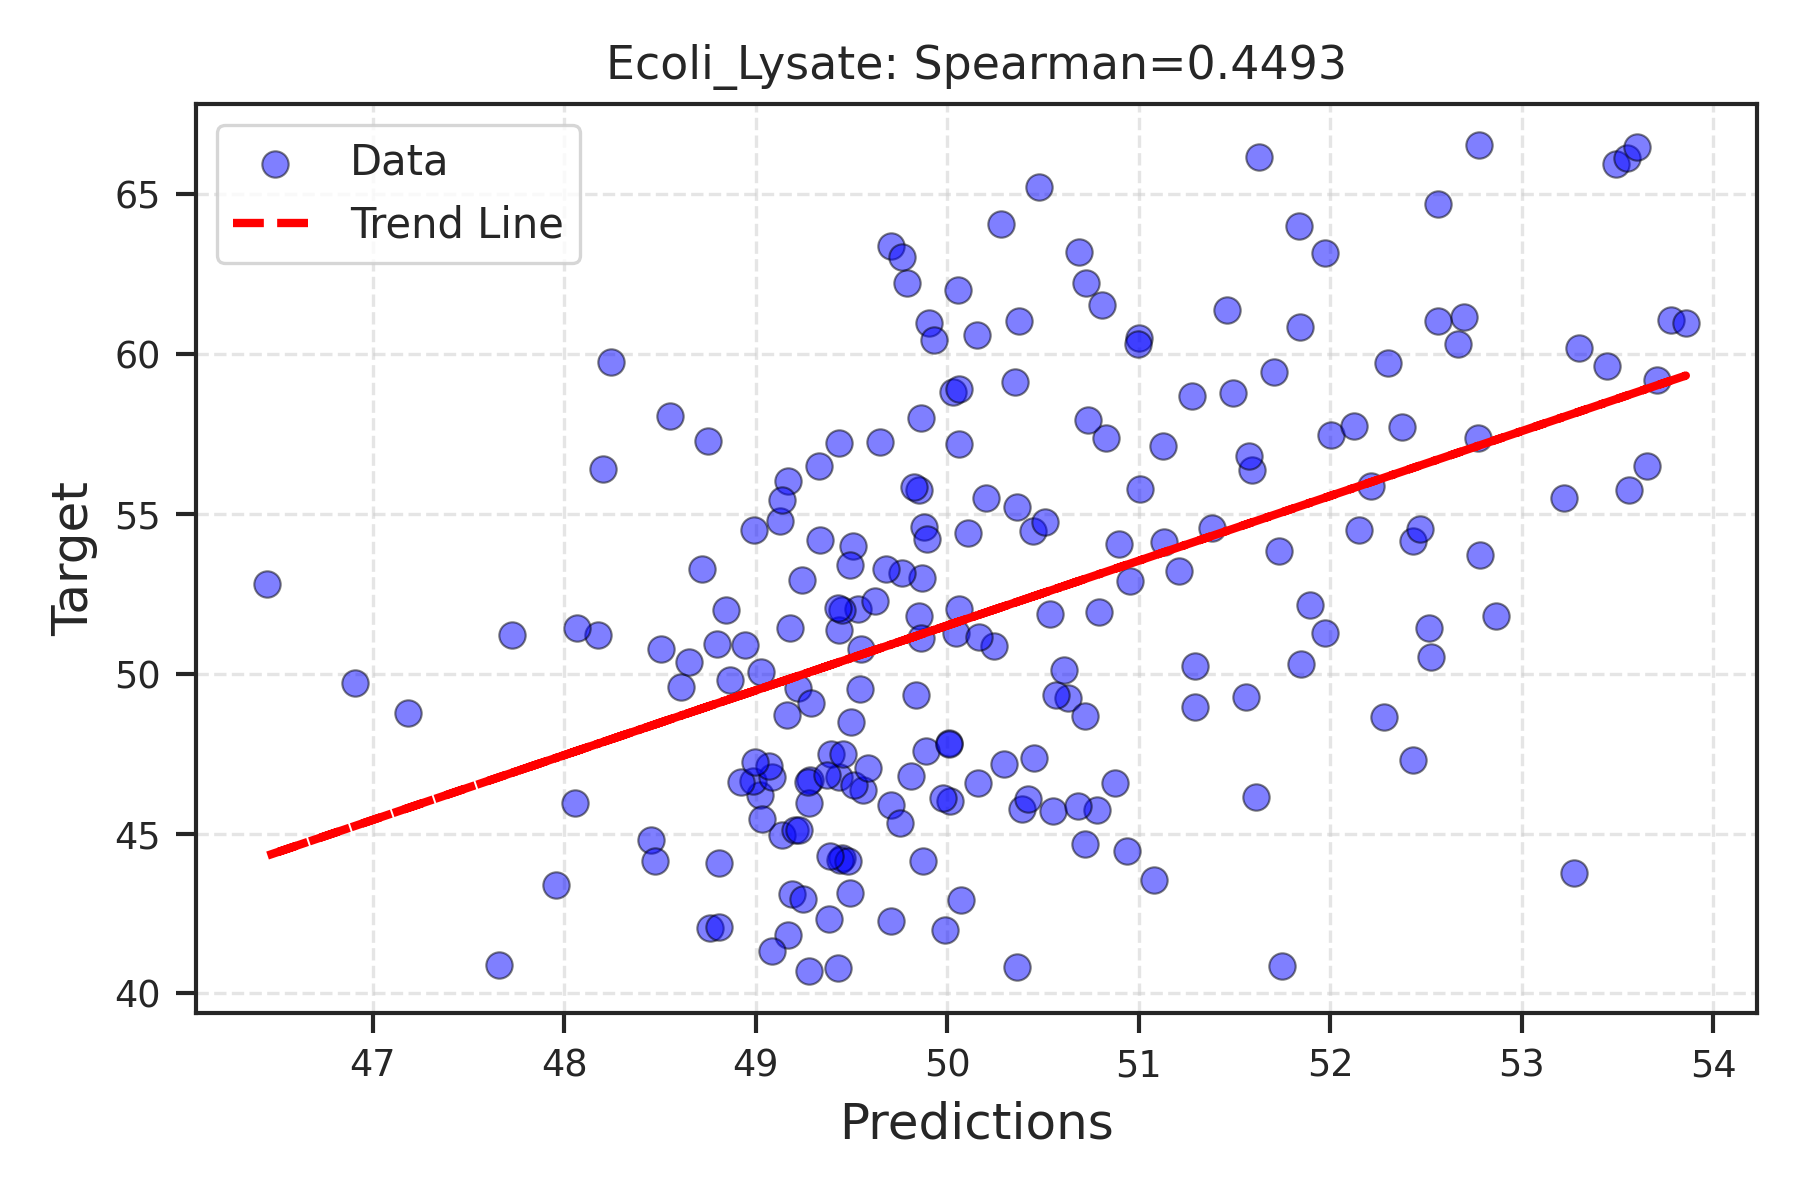 Ecoli_Lysate: Spearman=0.4493
Data
Trend Line
Target
65
60
55
50
45
40
47 48 49 50 51 52 53 54
Predictions